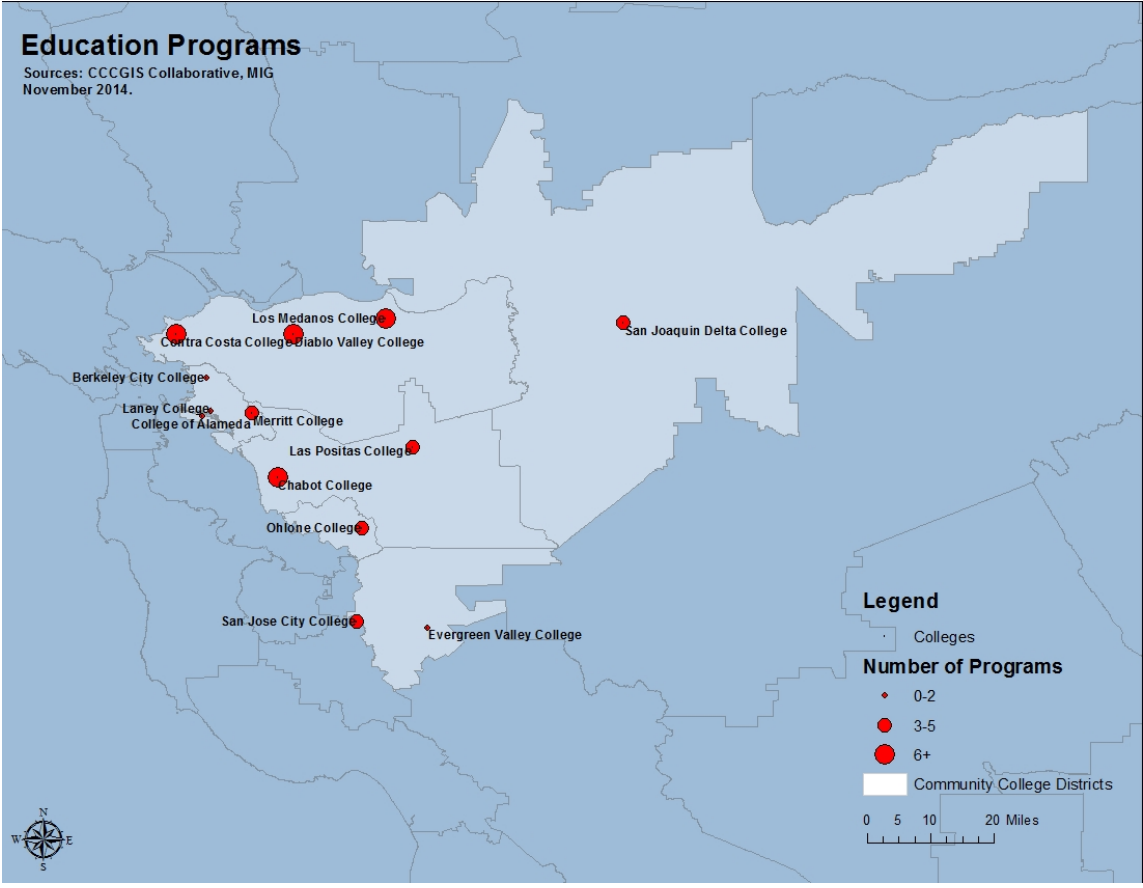 Education Programs
Sources: CCCGIS Collaborative, MIG
November 2014.
Los Medanos College
San Joaquin Delta College
Contra Costa College
Diablo Valley College
Berkeley City College
Laney College
College of Alameda
Merritt College
Las Positas College
Chabot College
Ohlone College
San Jose City College
Evergreen Valley College
Legend
Colleges
Number of Programs
0-2
3-5
6+
Community College Districts
0 5 10 20 Miles
N
W E
S